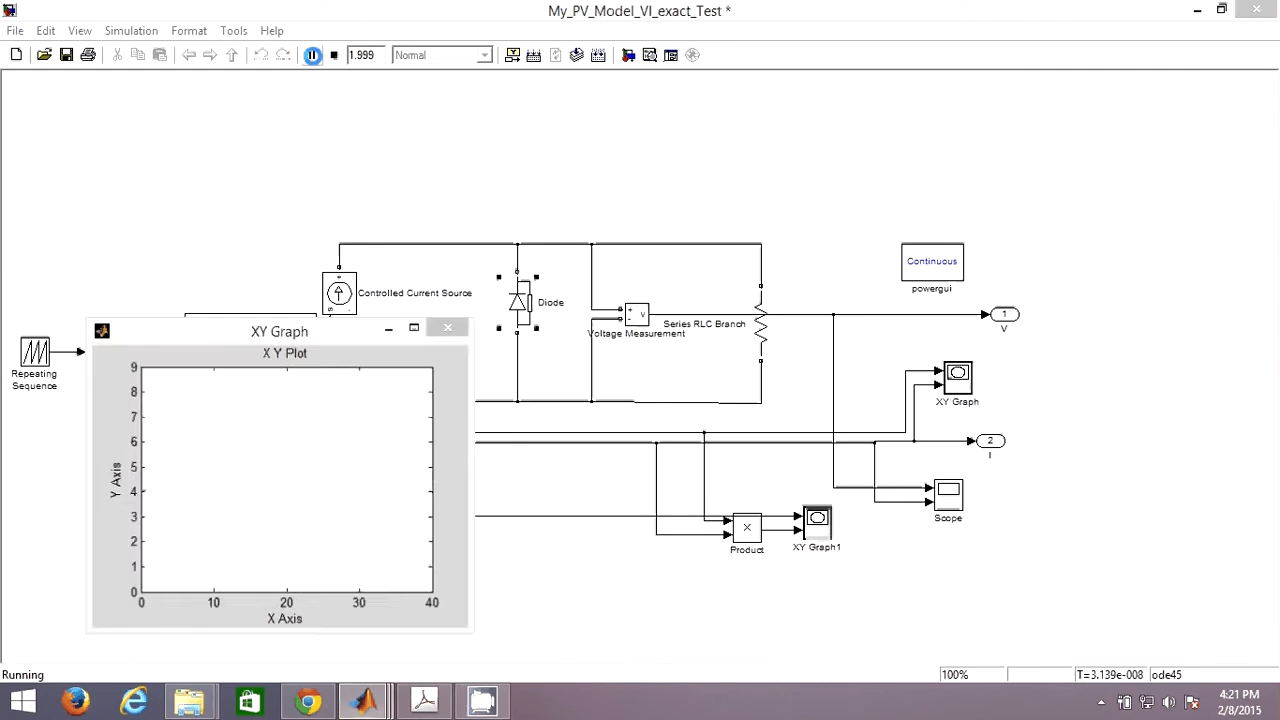 My_PV_Model_VI_exact_Test *
File Edit View Simulation Format Tools Help
1.999 Normal
Continuous
powergui
Controlled Current Source
+
s
Diode
+
-
v
Voltage Measurement
Series RLC Branch
1
V
Repeating
Sequence
XY Graph
X Y Plot
9
8
7
6
5
4
3
2
1
0
0 10 20 30 40
X Axis
Y Axis
XY Graph
2
I
Scope
×
Product
XY Graph1
Running
100%
T=3.139e-008
ode45
4:21 PM
2/8/2015